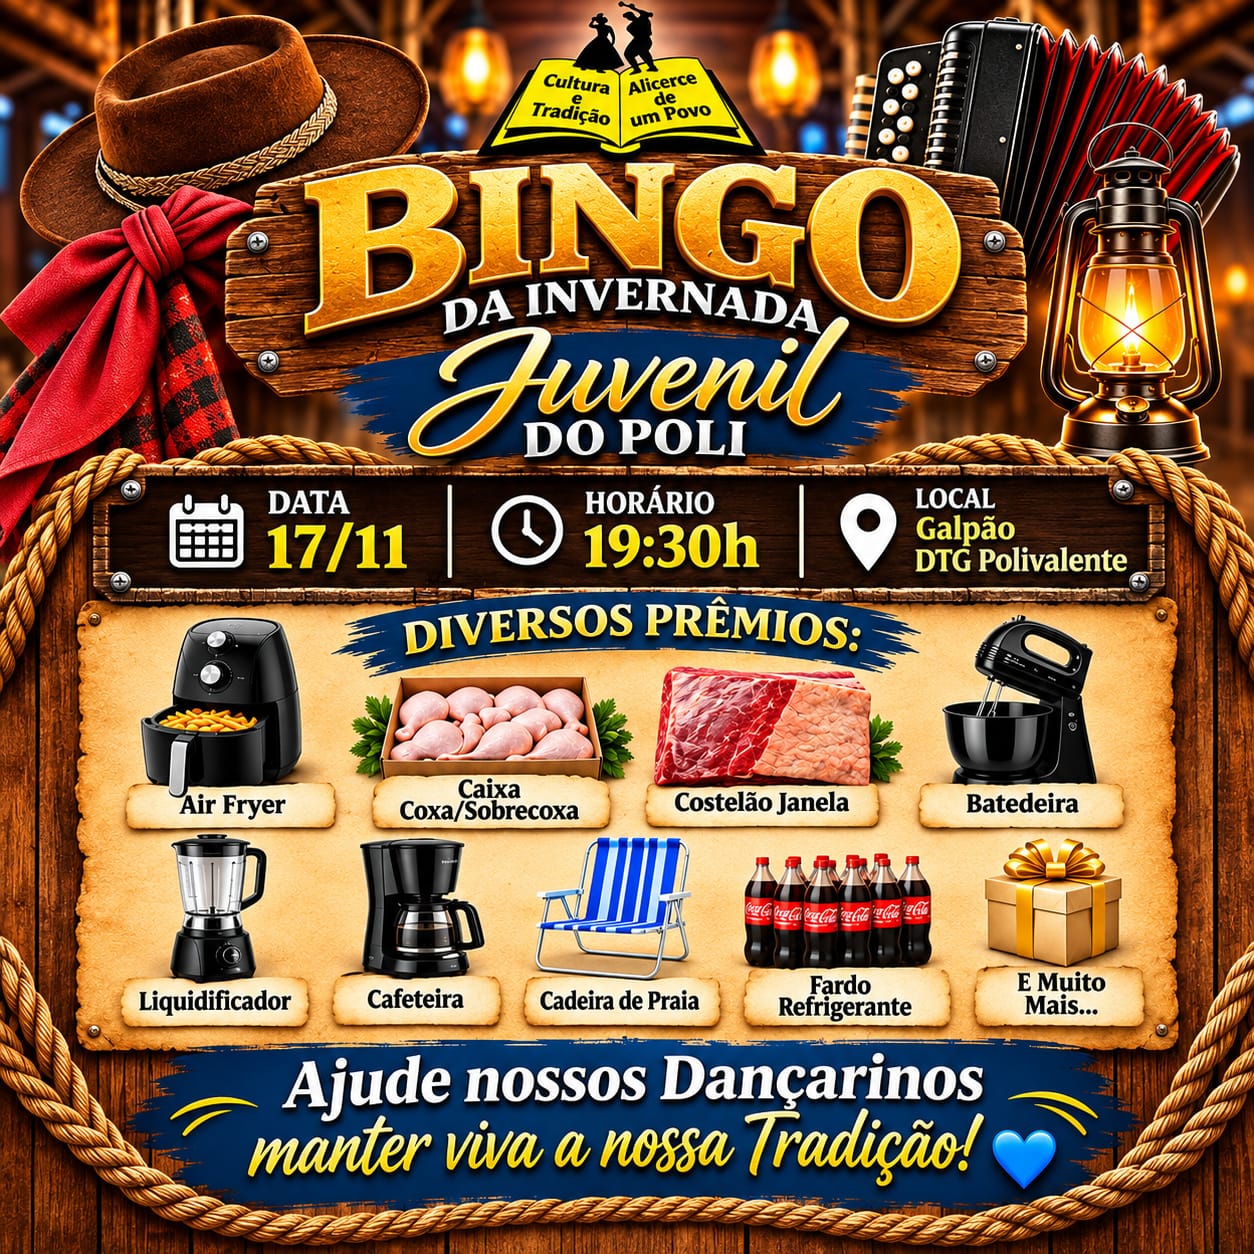 Cultura
e
Tradição
Alicerce
de
um Povo
BINGO
DA INVERNADA
Juvenil
DO POLI
DATA
17/11
HORÁRIO
19:30h
LOCAL
Galpão
DTG Polivalente
DIVERSOS PRÊMIOS:
Air Fryer
Caixa
Coxa/Sobrecoxa
Costelão Janela
Batedeira
Liquidificador
Cafeteira
Cadeira de Praia
Coca-Cola
Fardo
Refrigerante
E Muito
Mais...
Ajude nossos Dançarinos
manter viva a nossa Tradição!